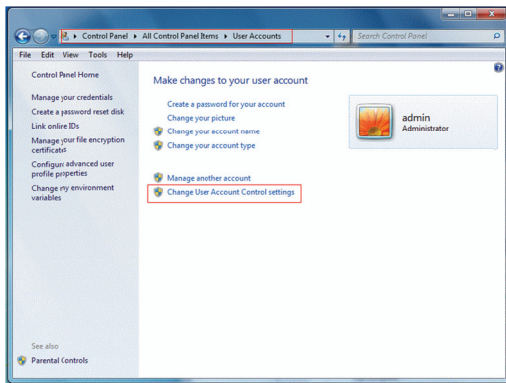 Control Panel ▸ All Control Panel Items ▸ User Accounts
Search Control Panel
File Edit View Tools Help
Control Panel Home
Manage your credentials
Create a password reset disk
Link online IDs
Manage your file encryption
certificates
Configure advanced user
profile properties
Change my environment
variables
See also
Parental Controls
Make changes to your user account
Create a password for your account
Change your picture
Change your account name
Change your account type
Manage another account
Change User Account Control settings
admin
Administrator